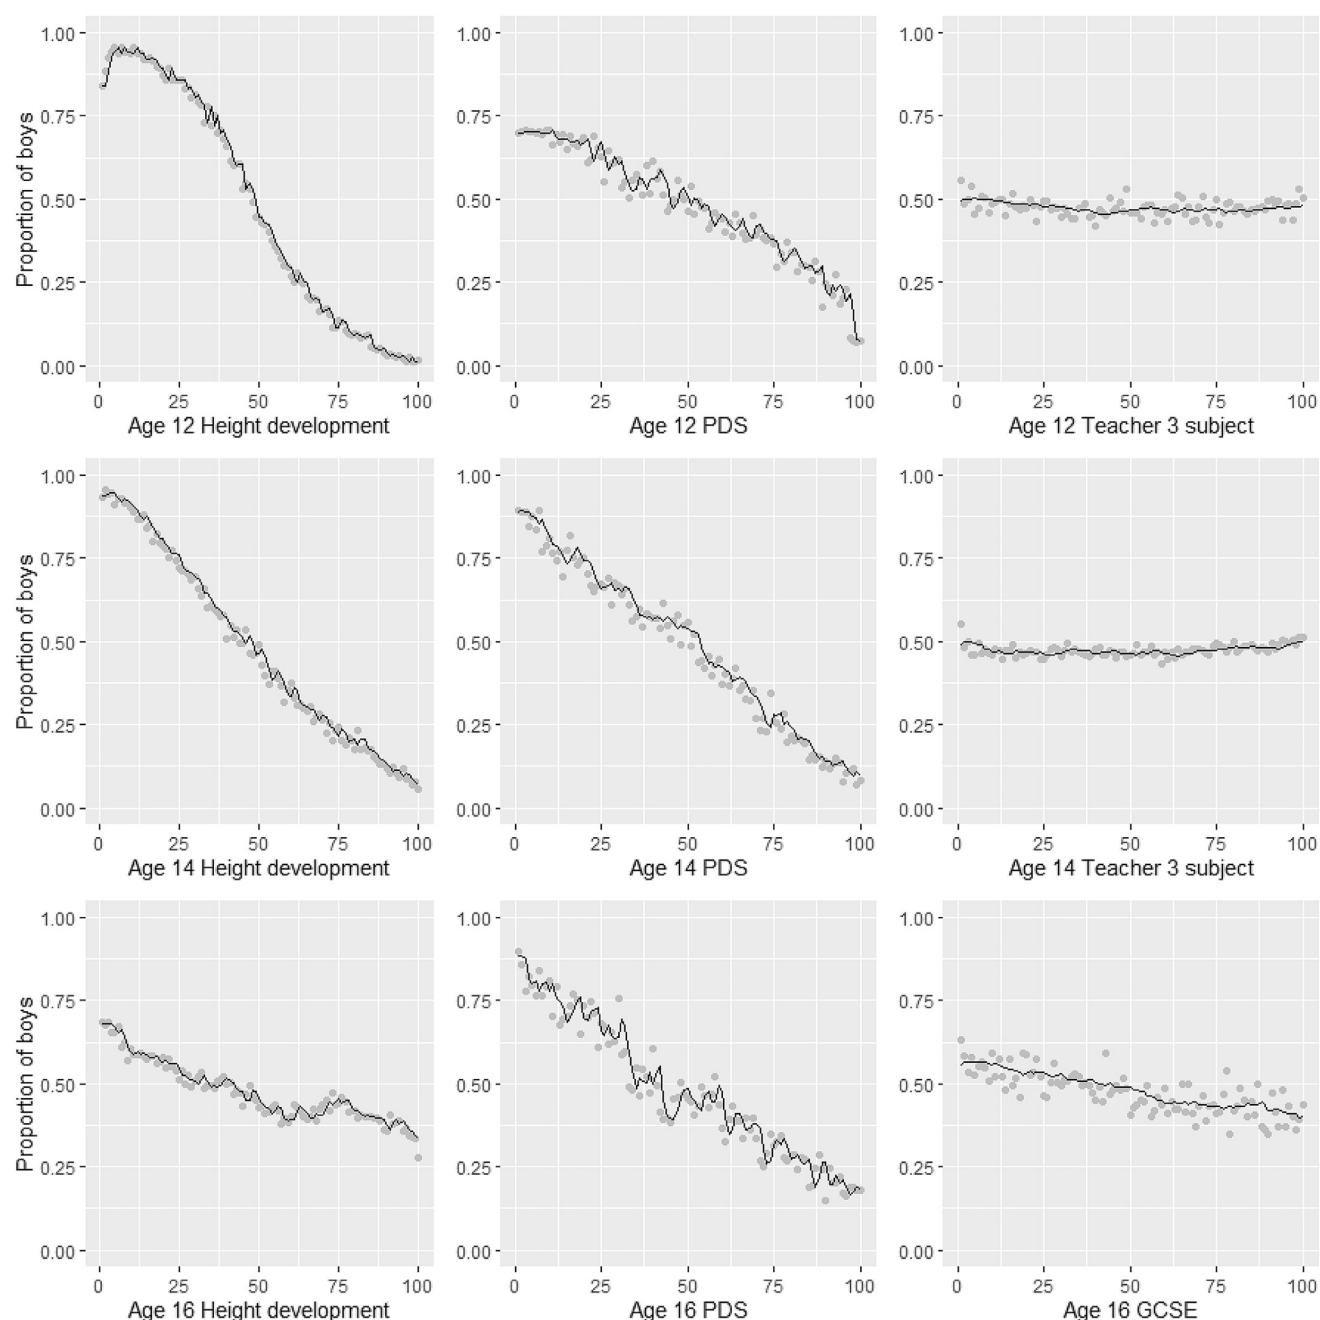 1.00
0.75
0.50
0.25
0.00
Proportion of boys
0 25 50 75 100
Age 12 Height development
1.00
0.75
0.50
0.25
0.00
0 25 50 75 100
Age 12 PDS
1.00
0.75
0.50
0.25
0.00
0 25 50 75 100
Age 12 Teacher 3 subject
1.00
0.75
0.50
0.25
0.00
Proportion of boys
0 25 50 75 100
Age 14 Height development
1.00
0.75
0.50
0.25
0.00
0 25 50 75 100
Age 14 PDS
1.00
0.75
0.50
0.25
0.00
0 25 50 75 100
Age 14 Teacher 3 subject
1.00
0.75
0.50
0.25
0.00
Proportion of boys
0 25 50 75 100
Age 16 Height development
1.00
0.75
0.50
0.25
0.00
0 25 50 75 100
Age 16 PDS
1.00
0.75
0.50
0.25
0.00
0 25 50 75 100
Age 16 GCSE